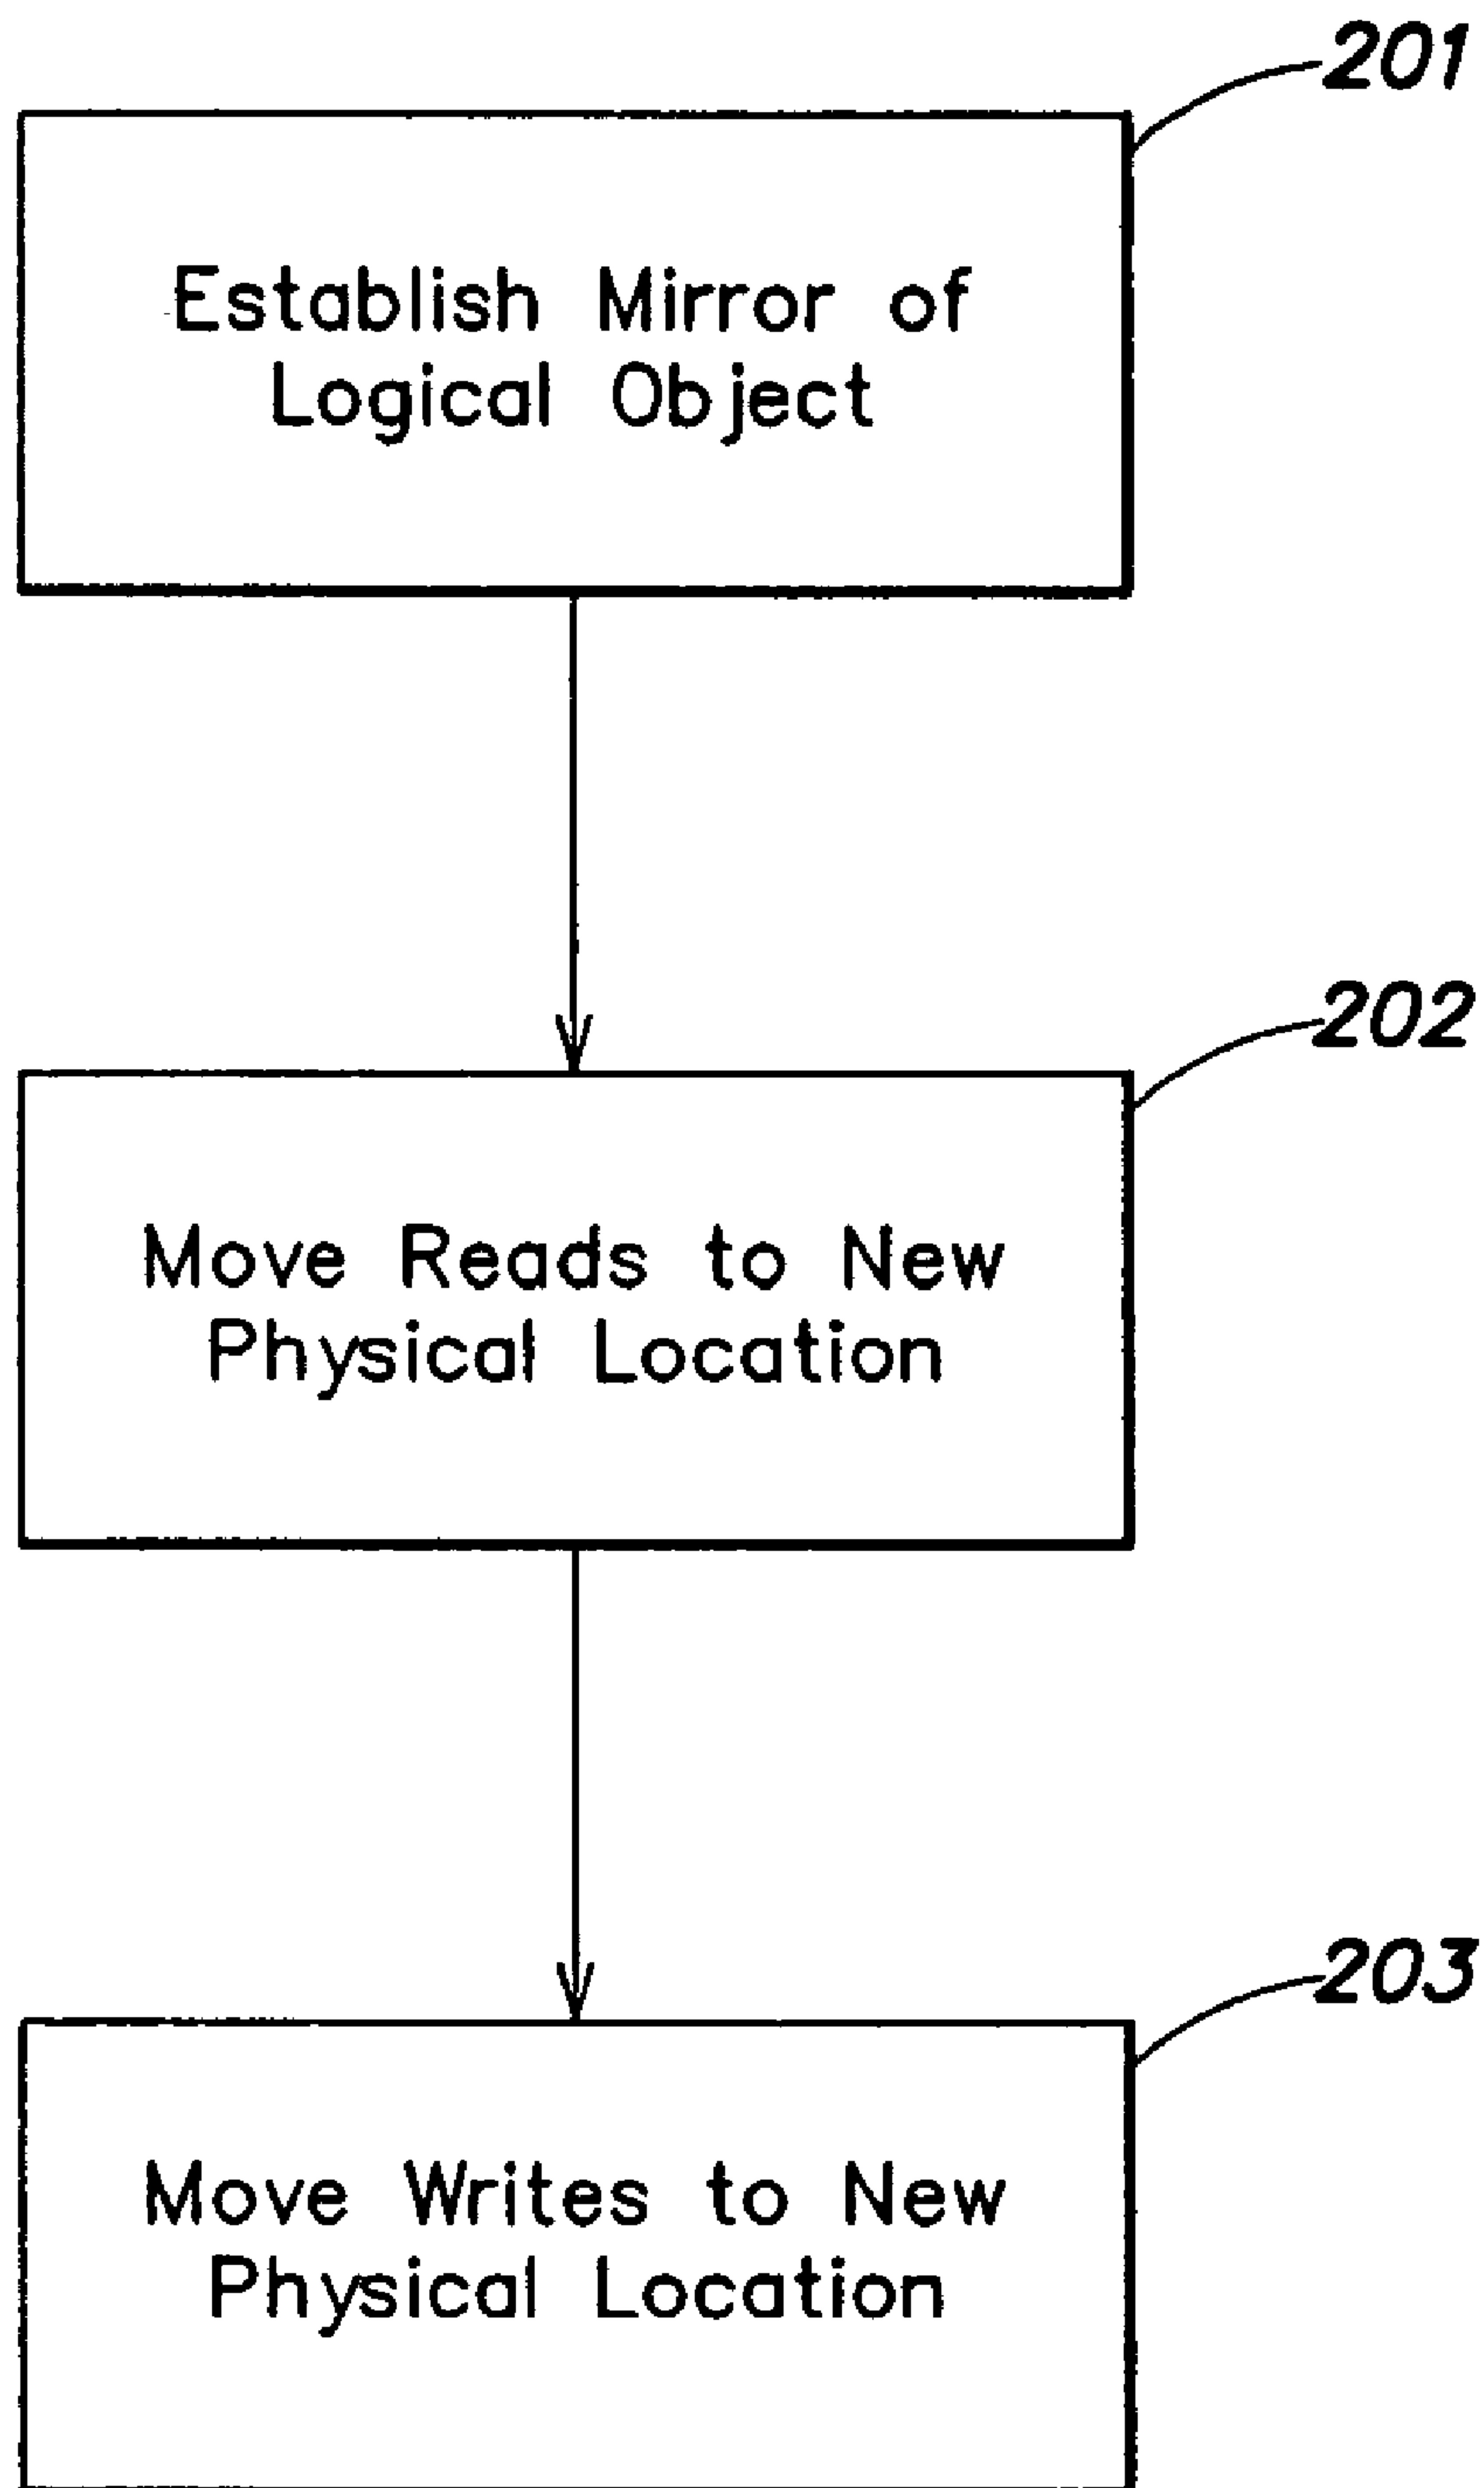 201
Establish Mirror of
Logical Object
202
Move Reads to New
Physical Location
203
Move Writes to New
Physical Location